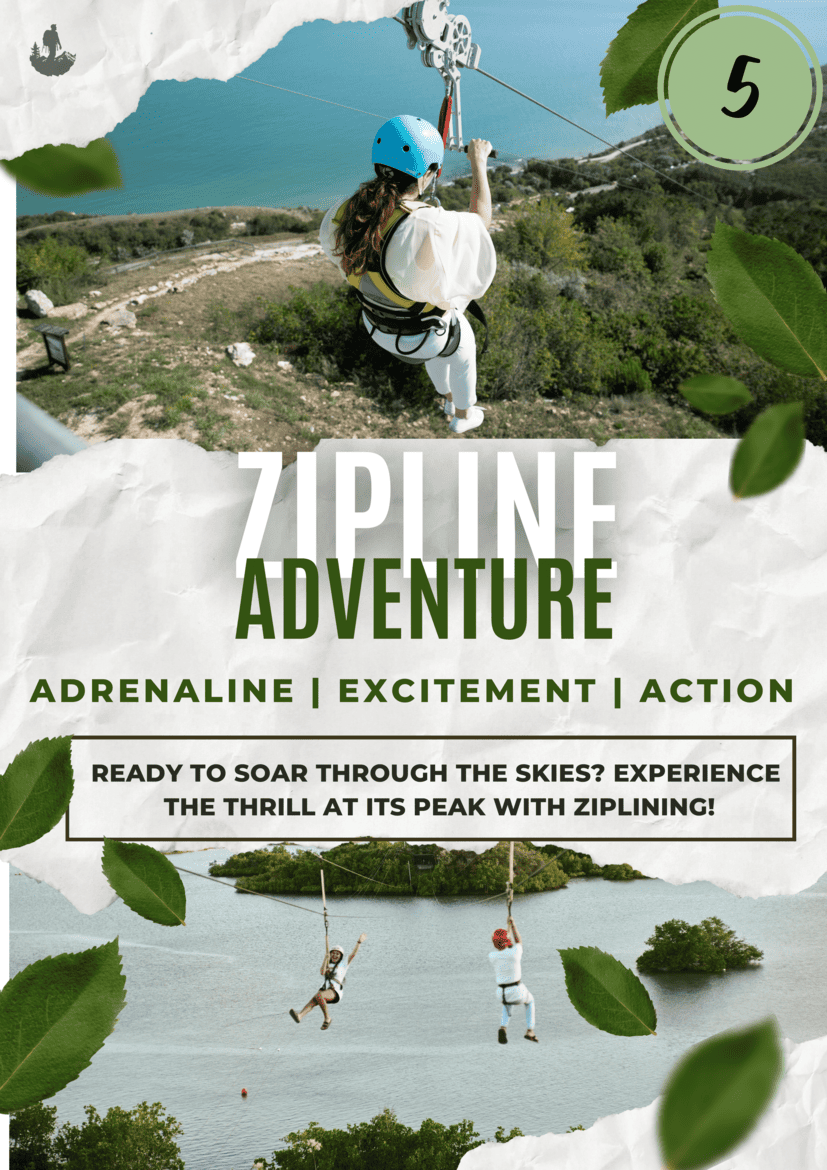 5
ZIPLINE
ADVENTURE
ADRENALINE | EXCITEMENT | ACTION
READY TO SOAR THROUGH THE SKIES? EXPERIENCE
THE THRILL AT ITS PEAK WITH ZIPLINING!